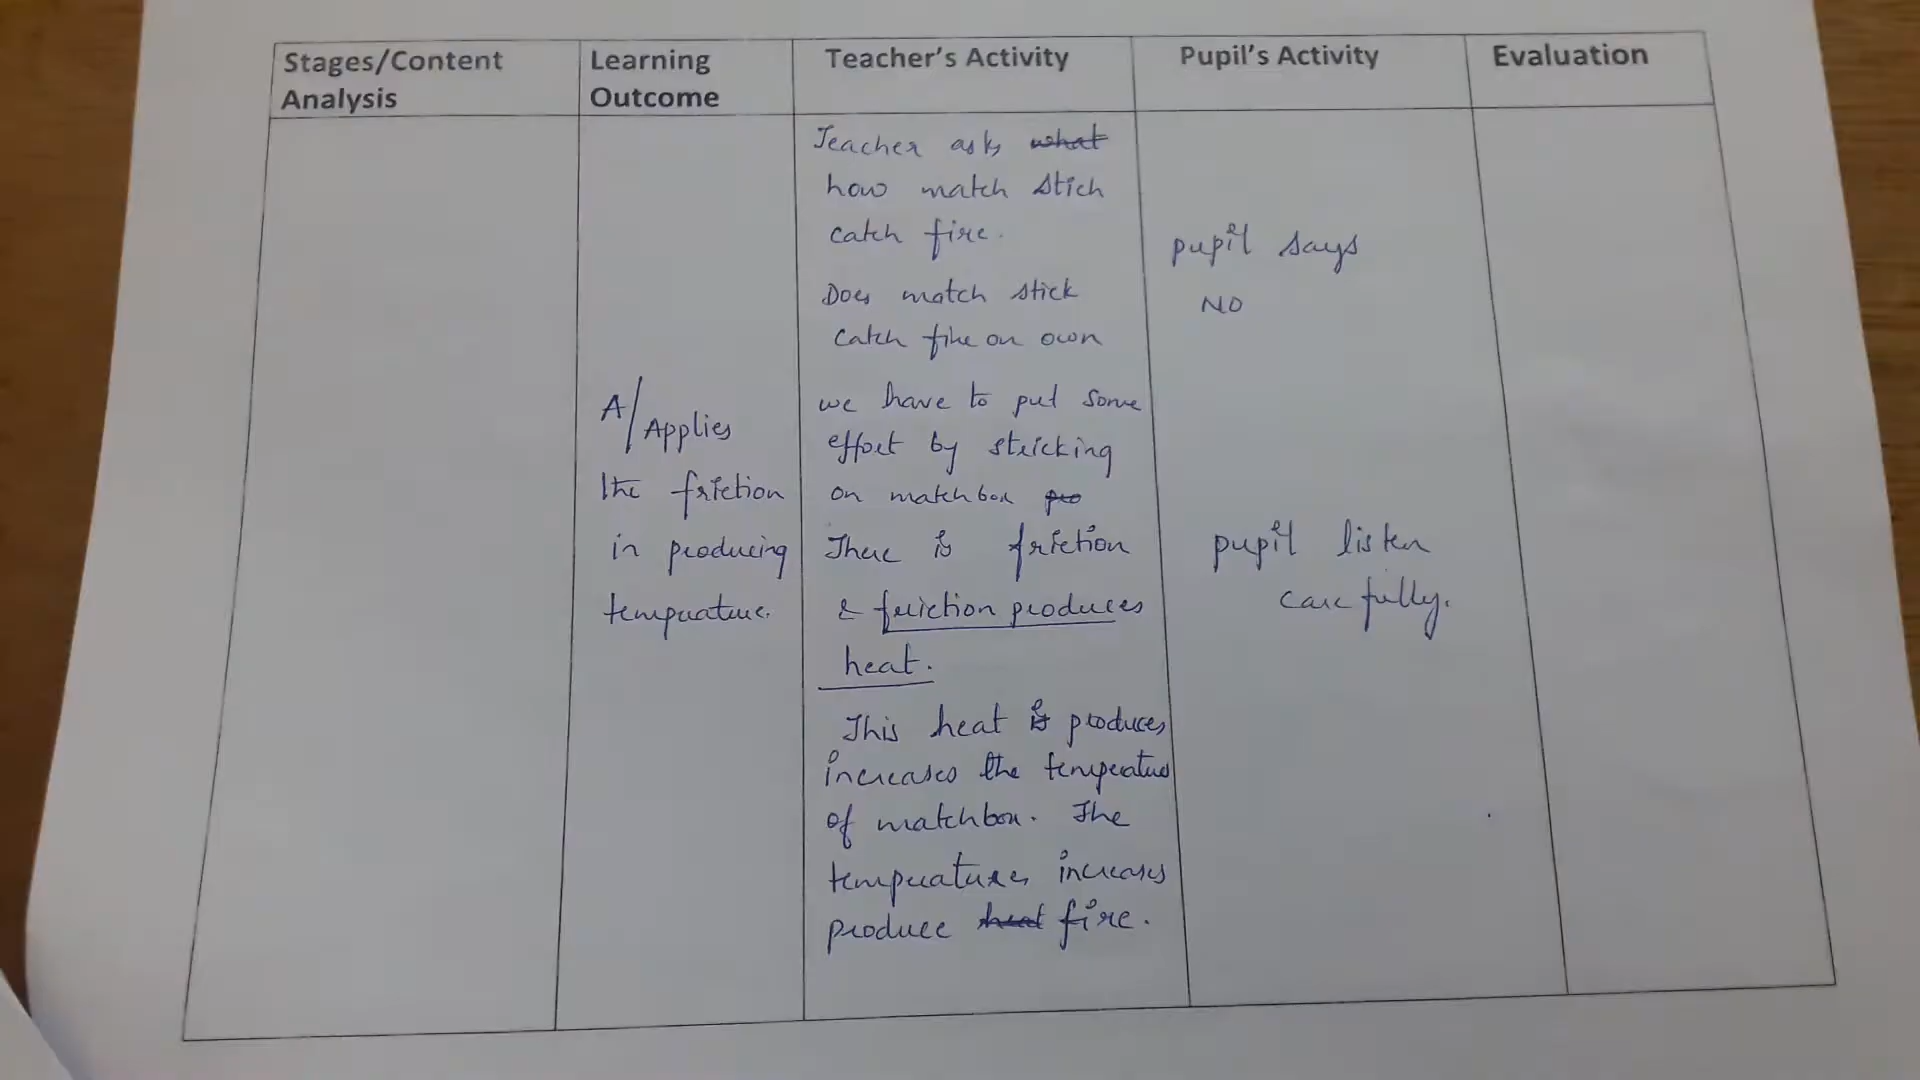 Stages/Content
Analysis
Learning
Outcome
Teacher's Activity
Pupil's Activity
Evaluation
A/Applies
the friction
in producing
temperature.
Teacher asks what
how match stich
catch fire.
Does match stick
catch fire on own
we have to put some
effort by stricking
on matchbox pro
There is friction
& friction produces
heat.
This heat is produces
increases the temperature
of matchbox. The
temperatures increases
produce heat fire.
pupil says
NO
pupil listen
carefully.